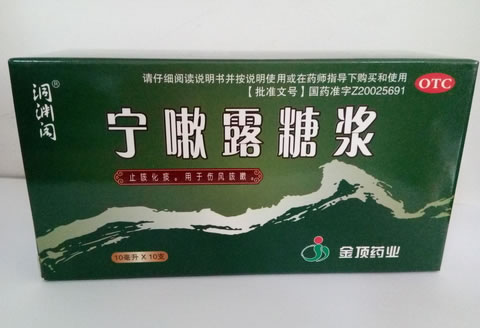 请仔细阅读说明书并按说明使用或在药师指导下购买和使用
OTC
【批准文号】国药准字Z20025691
洞渊阁®
宁嗽露糖浆
止咳化痰。用于伤风咳嗽。
10毫升X10支
金顶药业